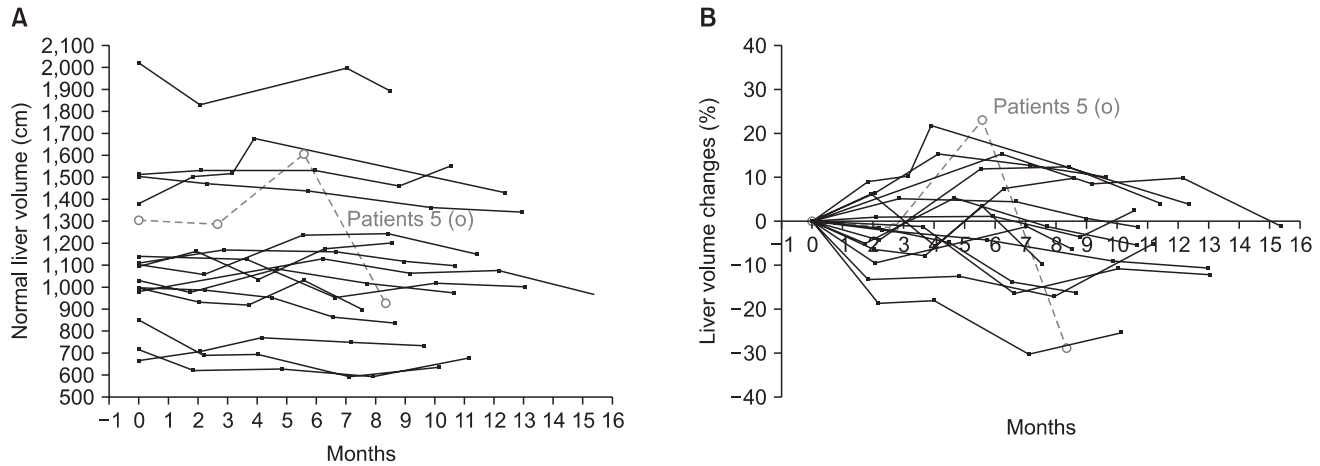 A
Normal liver volume (cm)
2,100
2,000
1,900
1,800
1,700
1,600
1,500
1,400
1,300
1,200
1,100
1,000
900
800
700
600
500
Patients 5 (o)
−1 0 1 2 3 4 5 6 7 8 9 10 11 12 13 14 15 16
Months
B
Liver volume changes (%)
40
30
20
10
0
−10
−20
−30
−40
Patients 5 (o)
−1 0 1 2 3 4 5 6 7 8 9 10 11 12 13 14 15 16
Months